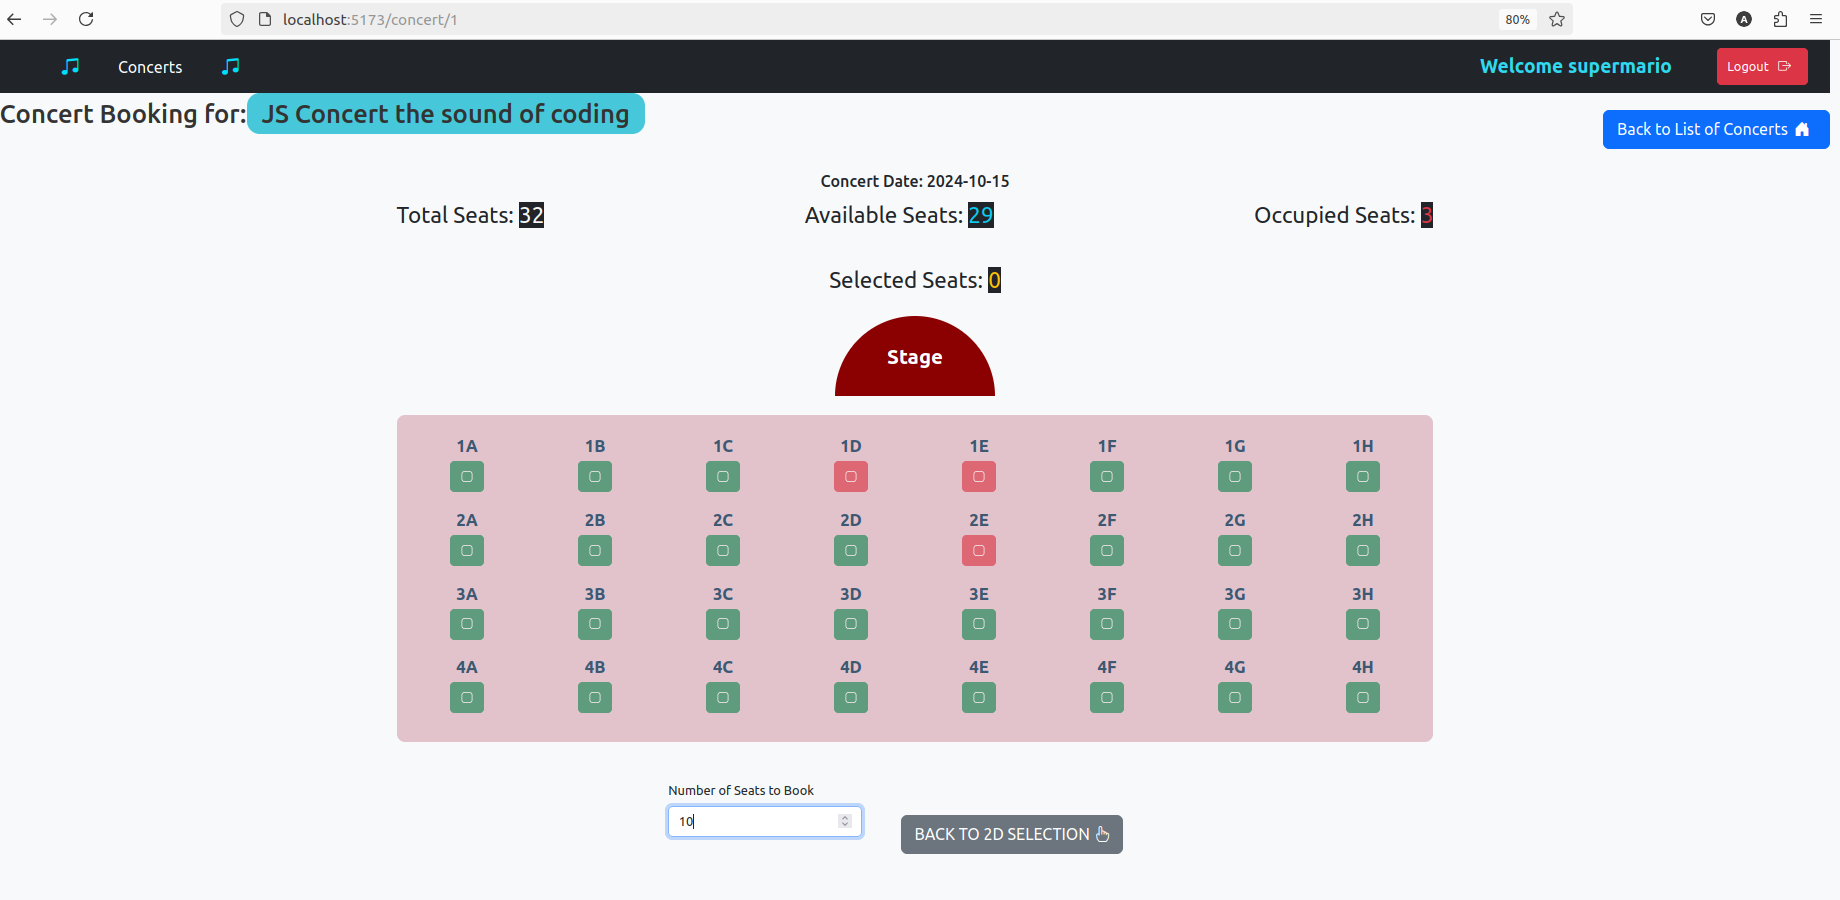 localhost:5173/concert/1
80%
A
Concerts
Welcome supermario
Logout
Concert Booking for: JS Concert the sound of coding
Back to List of Concerts
Concert Date: 2024-10-15
Total Seats: 32
Available Seats: 29
Occupied Seats: 3
Selected Seats: 0
Stage
1A 1B 1C 1D 1E 1F 1G 1H
2A 2B 2C 2D 2E 2F 2G 2H
3A 3B 3C 3D 3E 3F 3G 3H
4A 4B 4C 4D 4E 4F 4G 4H
Number of Seats to Book
10
BACK TO 2D SELECTION